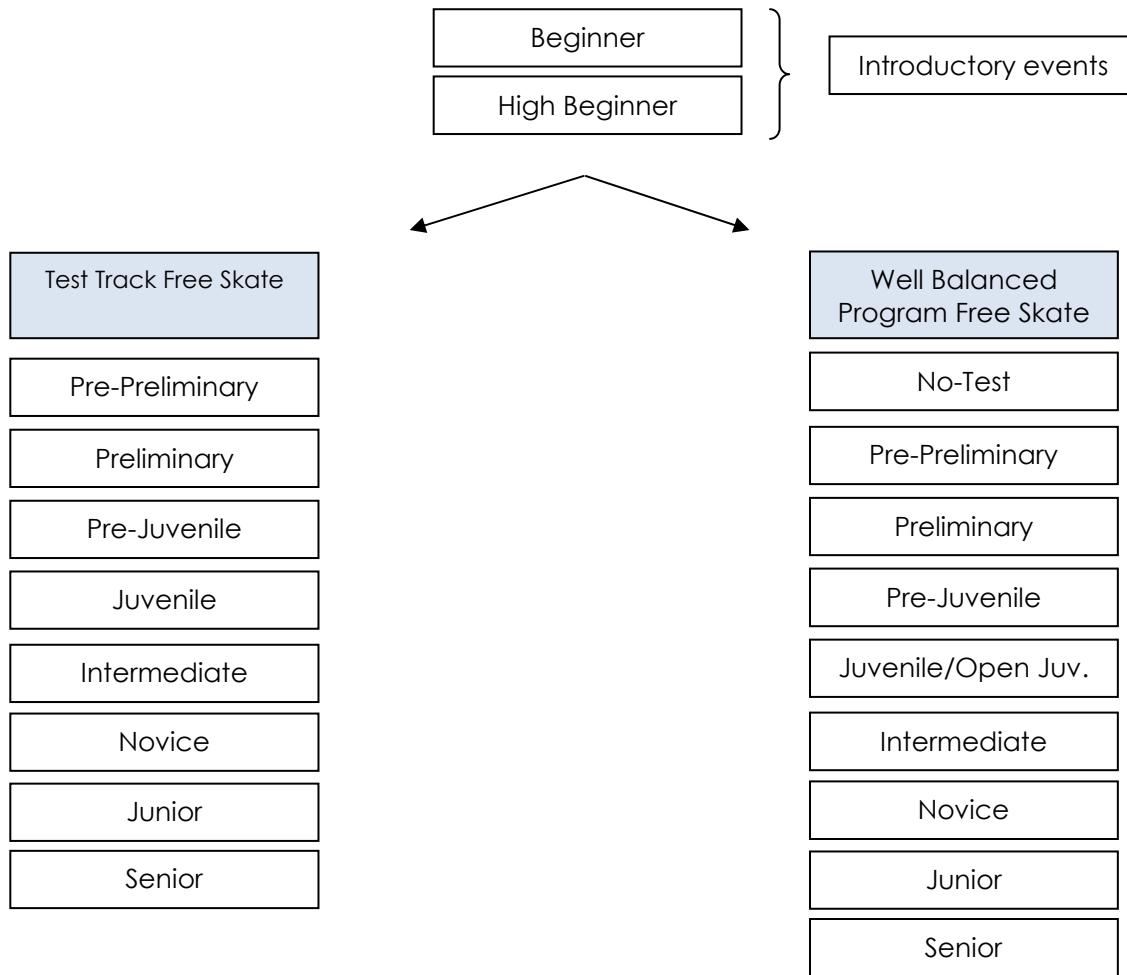 Beginner
High Beginner
Introductory events
Test Track Free Skate
Pre-Preliminary
Preliminary
Pre-Juvenile
Juvenile
Intermediate
Novice
Junior
Senior
Well Balanced
Program Free Skate
No-Test
Pre-Preliminary
Preliminary
Pre-Juvenile
Juvenile/Open Juv.
Intermediate
Novice
Junior
Senior